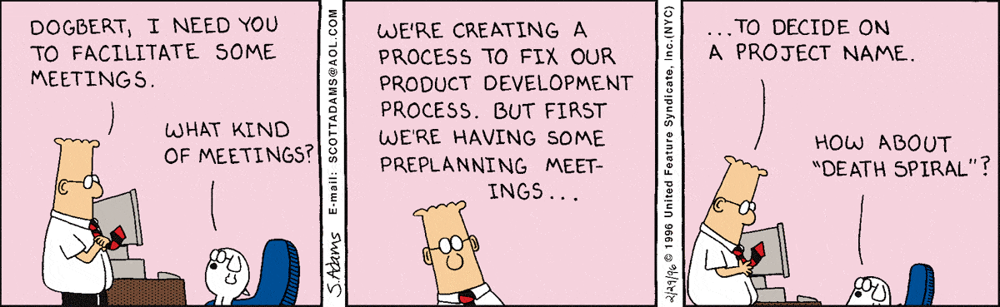 DOGBERT, I NEED YOU
TO FACILITATE SOME
MEETINGS.
WHAT KIND
OF MEETINGS?
S. Adams E-mail: SCOTTADAMS@AOL.COM
WE'RE CREATING A
PROCESS TO FIX OUR
PRODUCT DEVELOPMENT
PROCESS. BUT FIRST
WE'RE HAVING SOME
PREPLANNING MEET-
INGS...
2/29/96 © 1996 United Feature Syndicate, Inc.(NYC)
...TO DECIDE ON
A PROJECT NAME.
HOW ABOUT
"DEATH SPIRAL"?